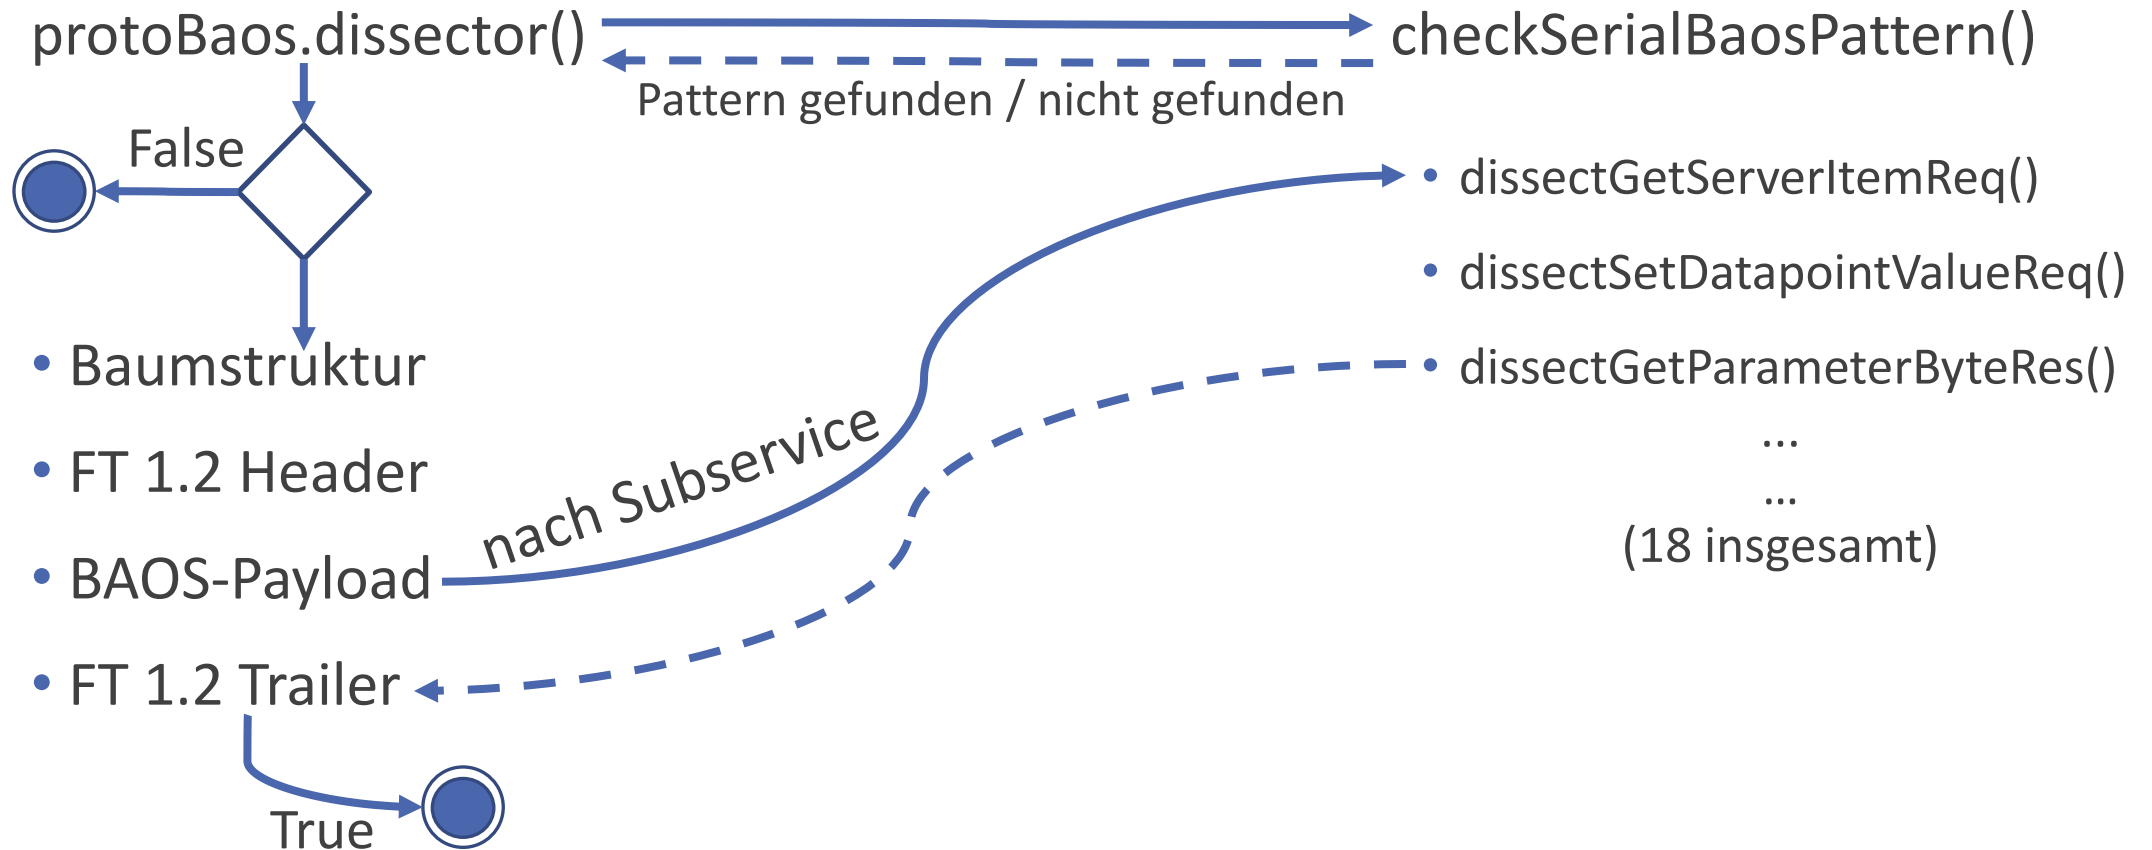 protoBaos.dissector()
checkSerialBaosPattern()
Pattern gefunden / nicht gefunden
False
• dissectGetServerItemReq()
• dissectSetDatapointValueReq()
• dissectGetParameterByteRes()
...
...
(18 insgesamt)
• Baumstruktur
• FT 1.2 Header
• BAOS-Payload
nach Subservice
• FT 1.2 Trailer
True